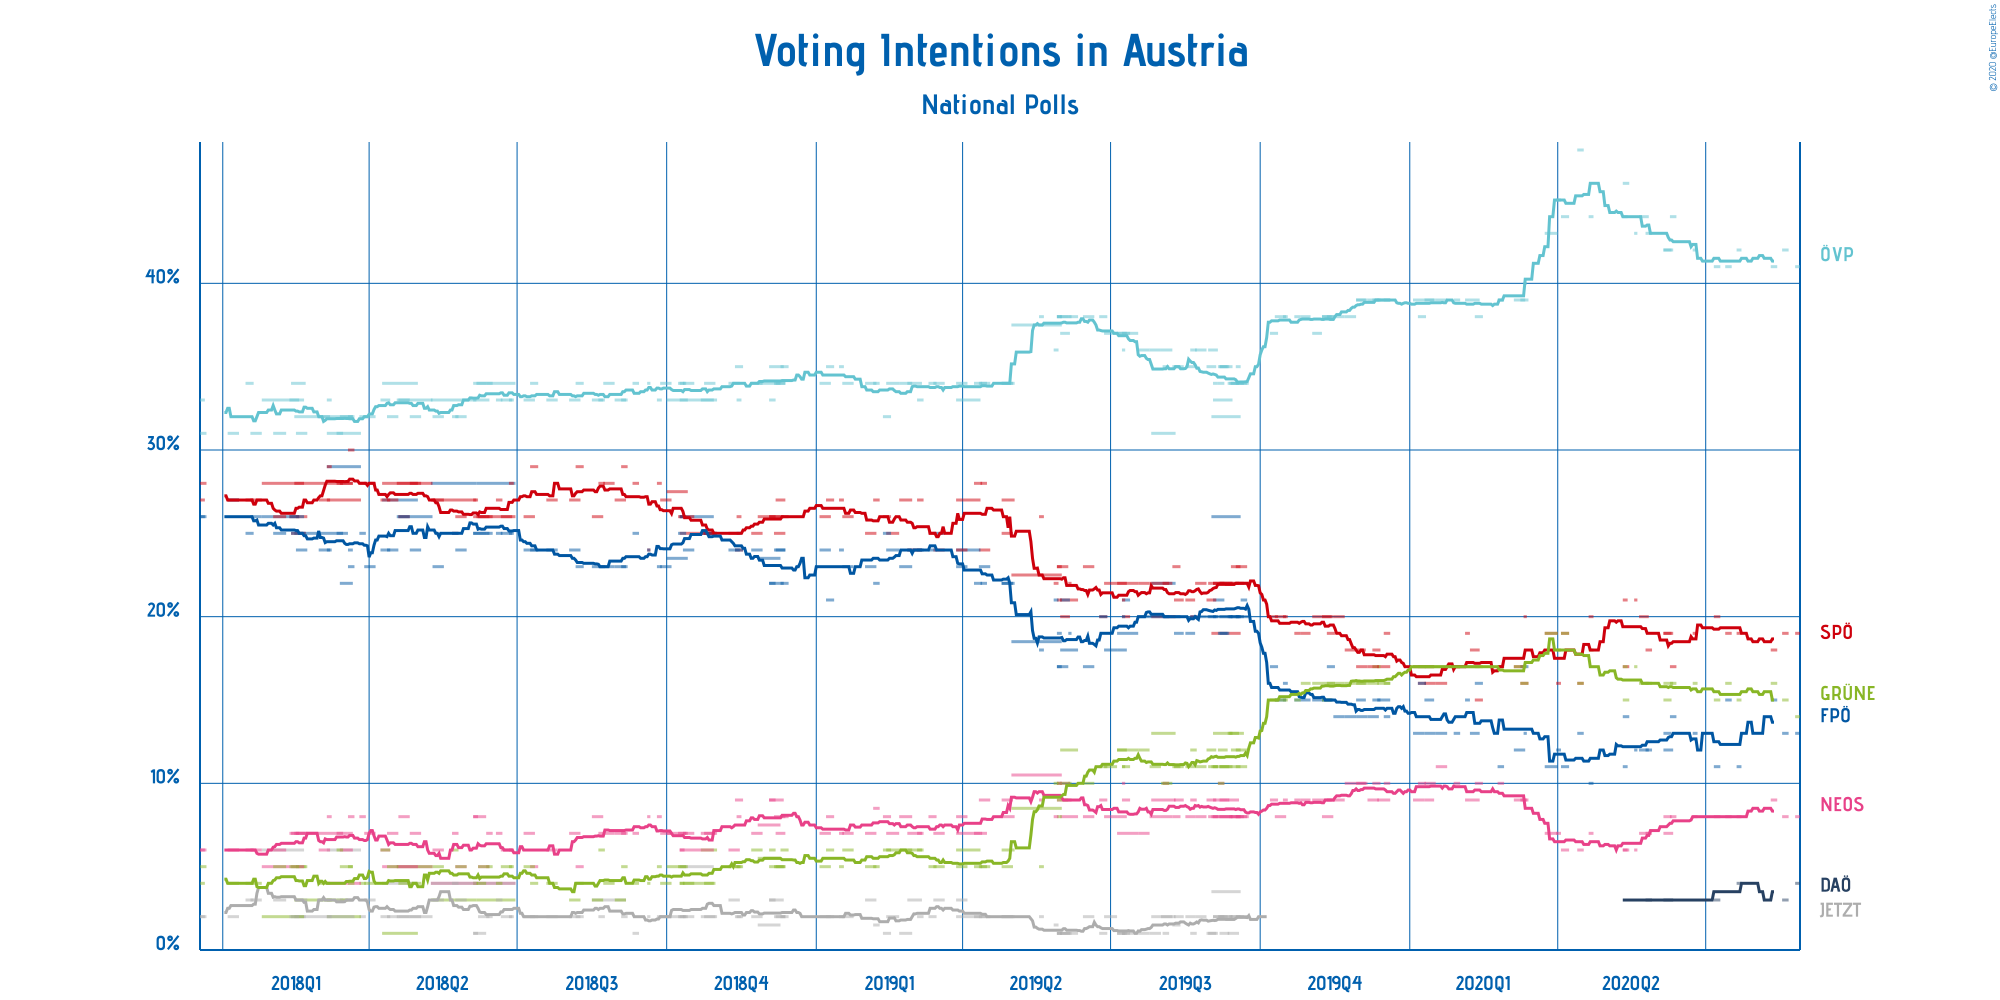 Voting Intentions in Austria
National Polls
© 2020 @EuropeElects
40%
30%
20%
10%
0%
ÖVP
SPÖ
GRÜNE
FPÖ
NEOS
DAÖ
JETZT
2018Q1 2018Q2 2018Q3 2018Q4 2019Q1 2019Q2 2019Q3 2019Q4 2020Q1 2020Q2